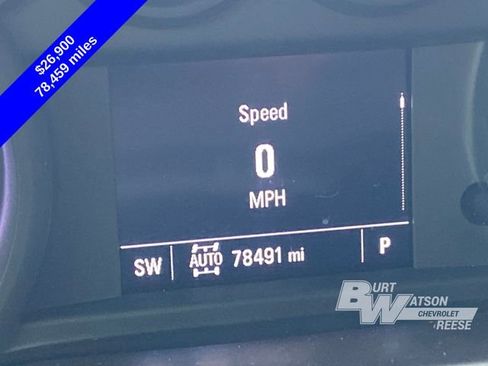 $26,900
78,459 miles
Speed
0
MPH
SW AUTO 78491 mi P
BURT
WATSON
CHEVROLET
REESE